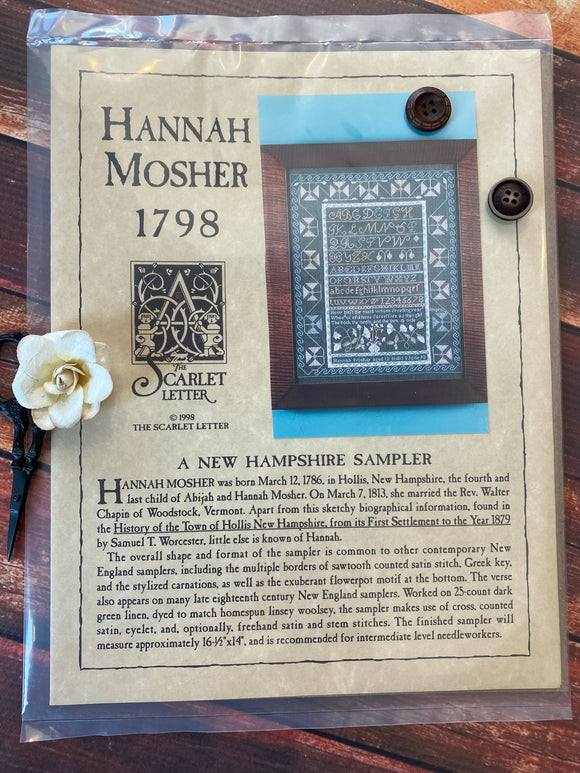 HANNAH
MOSHER
1798
THE
SCARLET
LETTER
© 1998
THE SCARLET LETTER
ABCDEFGH
IKLMNOP
ABCDEFGHIKLM
abcdefghiklmnopqrf
A NEW HAMPSHIRE SAMPLER
HANNAH MOSHER was born March 12, 1786, in Hollis, New Hampshire, the fourth and
last child of Abijah and Hannah Mosher. On March 7, 1813, she married the Rev. Walter
Chapin of Woodstock, Vermont. Apart from this sketchy biographical information, found in
the History of the Town of Hollis New Hampshire, from its First Settlement to the Year 1879
by Samuel T. Worcester, little else is known of Hannah.
The overall shape and format of the sampler is common to other contemporary New
England samplers, including the multiple borders of sawtooth counted satin stitch, Greek key,
and the stylized carnations, as well as the exuberant flowerpot motif at the bottom. The verse
also appears on many late eighteenth century New England samplers. Worked on 25-count dark
green linen, dyed to match homespun linsey woolsey, the sampler makes use of cross, counted
satin, eyelet, and, optionally, freehand satin and stem stitches. The finished sampler will
measure approximately 16-½"x14", and is recommended for intermediate level needleworkers.